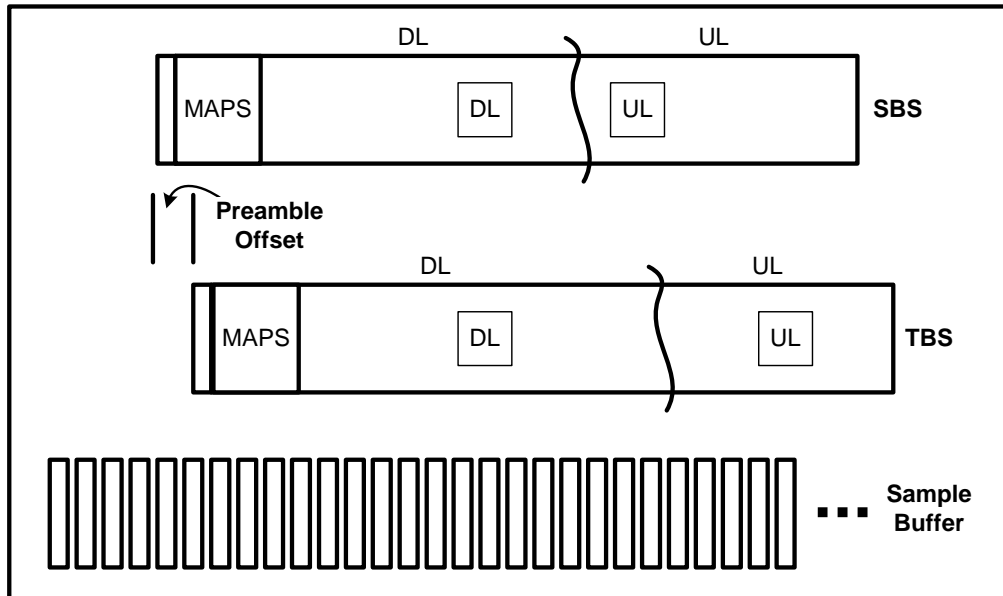 DL UL
MAPS DL UL SBS
Preamble
Offset
DL UL
MAPS DL UL TBS
Sample
Buffer